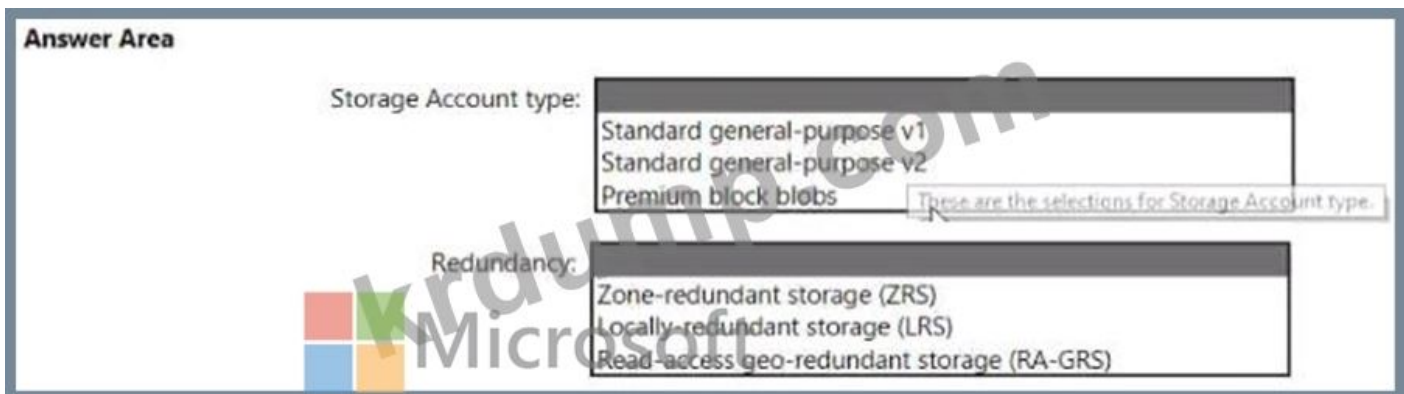 Answer Area
Storage Account type:
Standard general-purpose v1
Standard general-purpose v2
Premium block blobs
These are the selections for Storage Account type.
Redundancy:
Zone-redundant storage (ZRS)
Locally-redundant storage (LRS)
Read-access geo-redundant storage (RA-GRS)
krdump.com
Microsoft